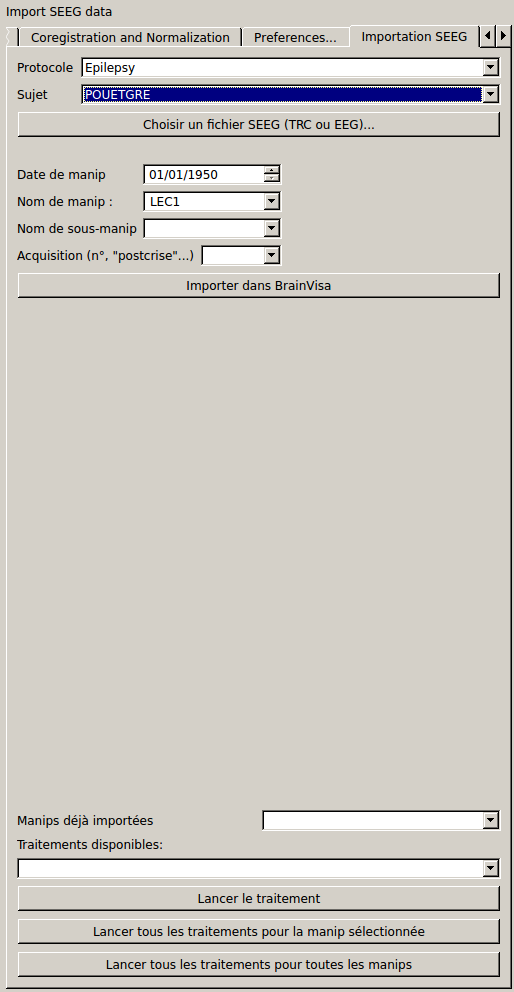 Import SEEG data
Coregistration and Normalization Preferences... Importation SEEG
Protocole Epilepsy
Sujet POUETGRE
Choisir un fichier SEEG (TRC ou EEG)...
Date de manip 01/01/1950
Nom de manip : LEC1
Nom de sous-manip
Acquisition (n°, "postcrise"...)
Importer dans BrainVisa
Manips déjà importées
Traitements disponibles:
Lancer le traitement
Lancer tous les traitements pour la manip sélectionnée
Lancer tous les traitements pour toutes les manips